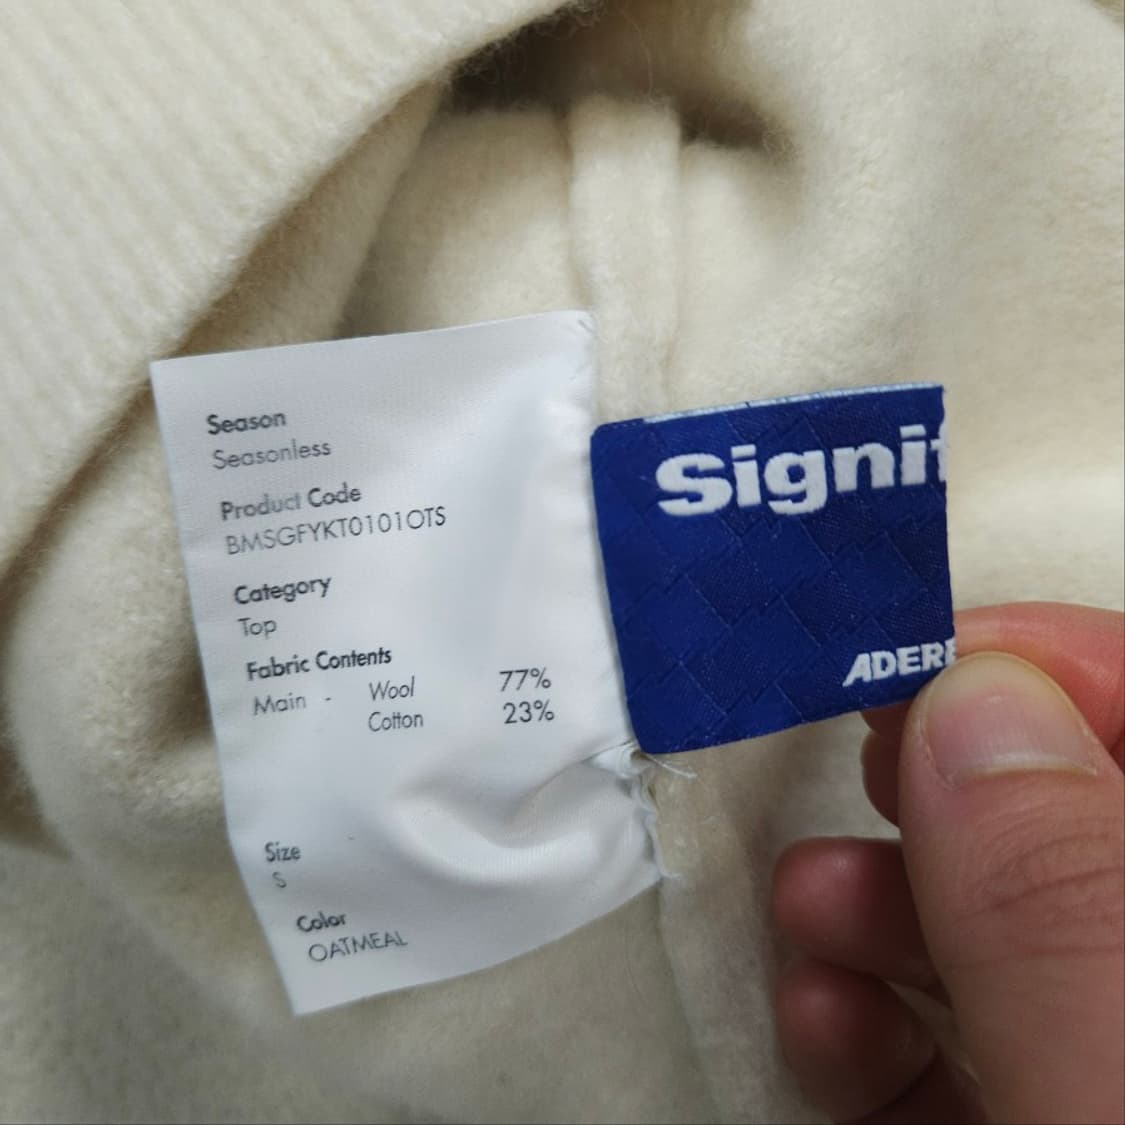 Season
Seasonless
Product Code
BMSGFYKT0101OTS
Category
Top
Fabric Contents
Main - Wool 77%
Cotton 23%
Size
S
Color
OATMEAL
Signif
ADERE